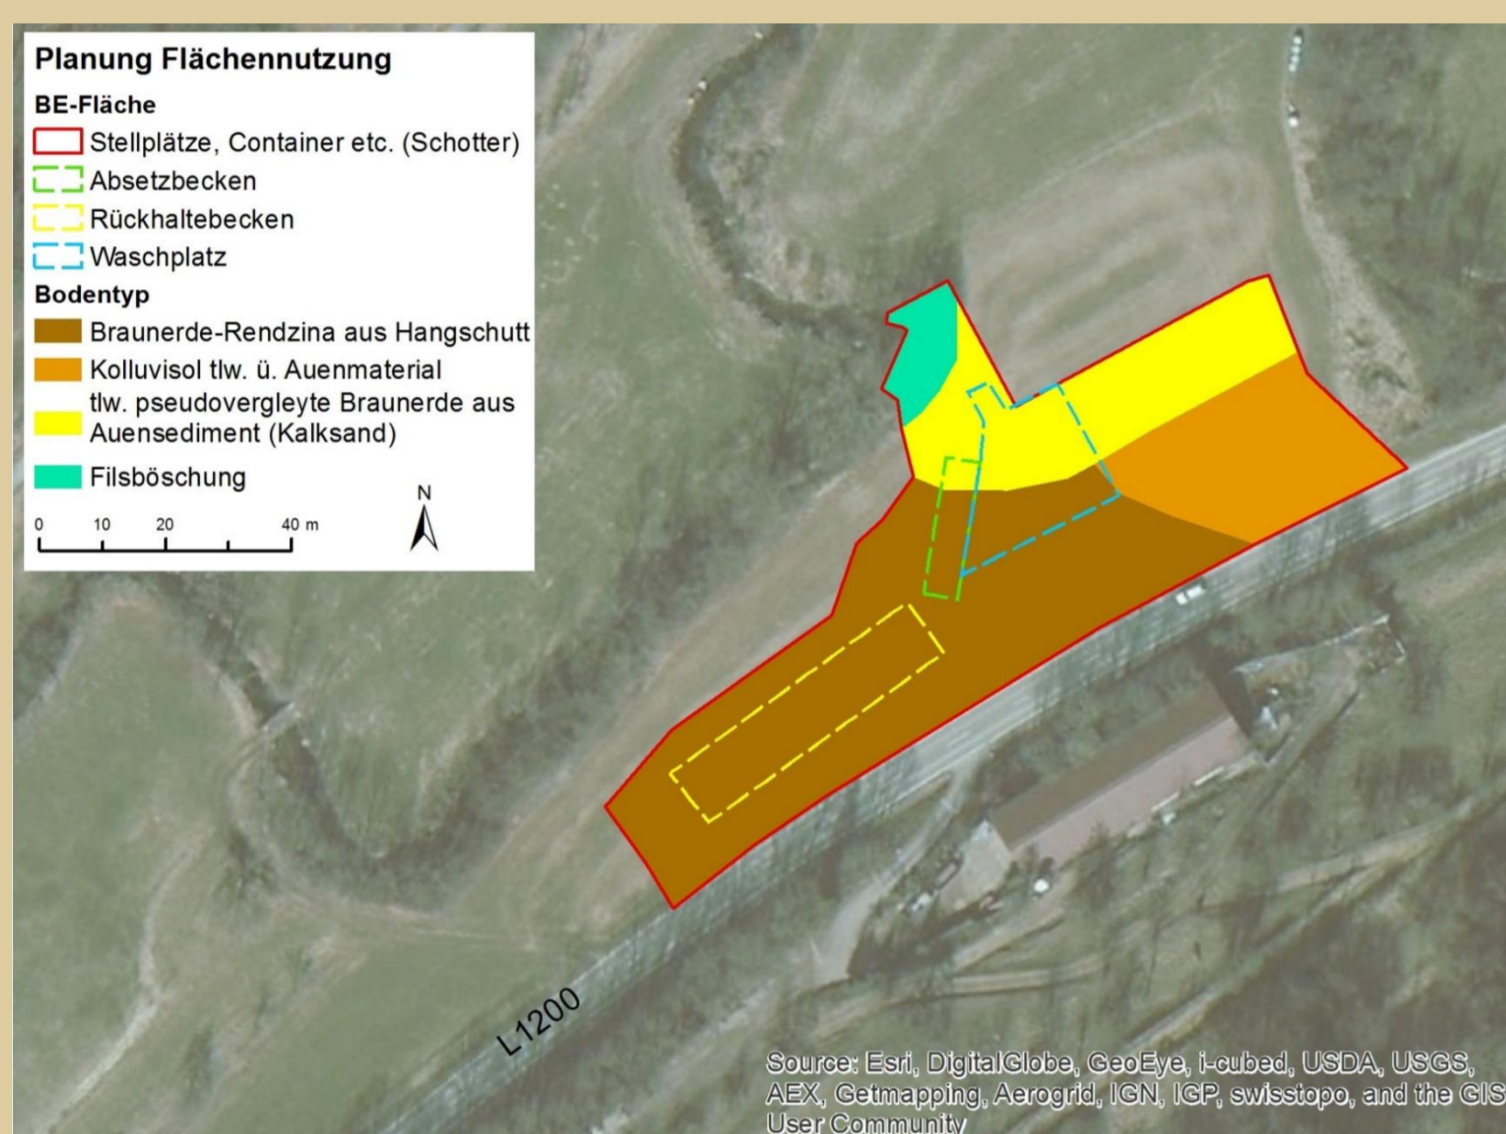 Planung Flächennutzung
BE-Fläche
Stellplätze, Container etc. (Schotter)
Absetzbecken
Rückhaltebecken
Waschplatz
Bodentyp
Braunerde-Rendzina aus Hangschutt
Kolluvisol tlw. ü. Auenmaterial
tlw. pseudovergleyte Braunerde aus
Auensediment (Kalksand)
Filsböschung
N
0 10 20 40 m
L1200
Source: Esri, DigitalGlobe, GeoEye, i-cubed, USDA, USGS,
AEX, Getmapping, Aerogrid, IGN, IGP, swisstopo, and the GIS
User Community